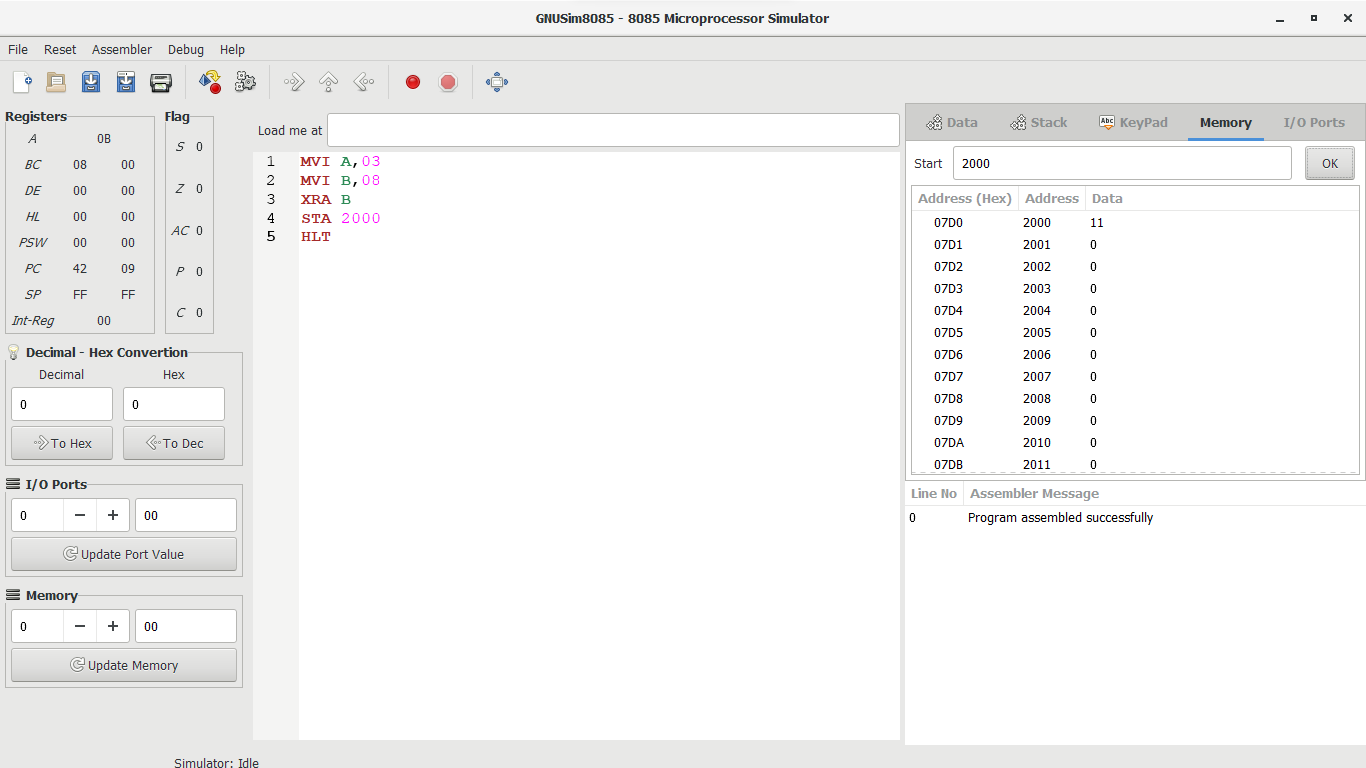 GNUSim8085 - 8085 Microprocessor Simulator
File Reset Assembler Debug Help
Registers
A 0B
BC 08 00
DE 00 00
HL 00 00
PSW 00 00
PC 42 09
SP FF FF
Int-Reg 00
Flag
S 0
Z 0
AC 0
P 0
C 0
Decimal - Hex Convertion
Decimal Hex
0 0
To Hex To Dec
I/O Ports
0 − + 00
Update Port Value
Memory
0 − + 00
Update Memory
Load me at
1 MVI A,03
2 MVI B,08
3 XRA B
4 STA 2000
5 HLT
Data Stack Abc KeyPad Memory I/O Ports
Start 2000 OK
Address (Hex) Address Data
07D0 2000 11
07D1 2001 0
07D2 2002 0
07D3 2003 0
07D4 2004 0
07D5 2005 0
07D6 2006 0
07D7 2007 0
07D8 2008 0
07D9 2009 0
07DA 2010 0
07DB 2011 0
Line No Assembler Message
0 Program assembled successfully
Simulator: Idle